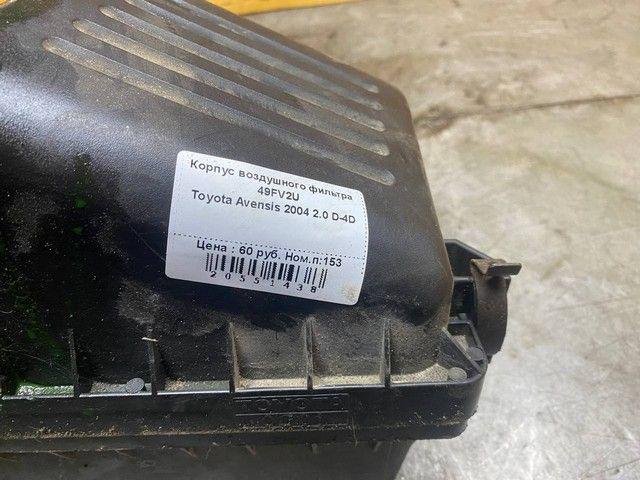 Корпус воздушного фильтра
49FV2U
Toyota Avensis 2004 2.0 D-4D
Цена : 60 руб. Ном.п:153
20551438